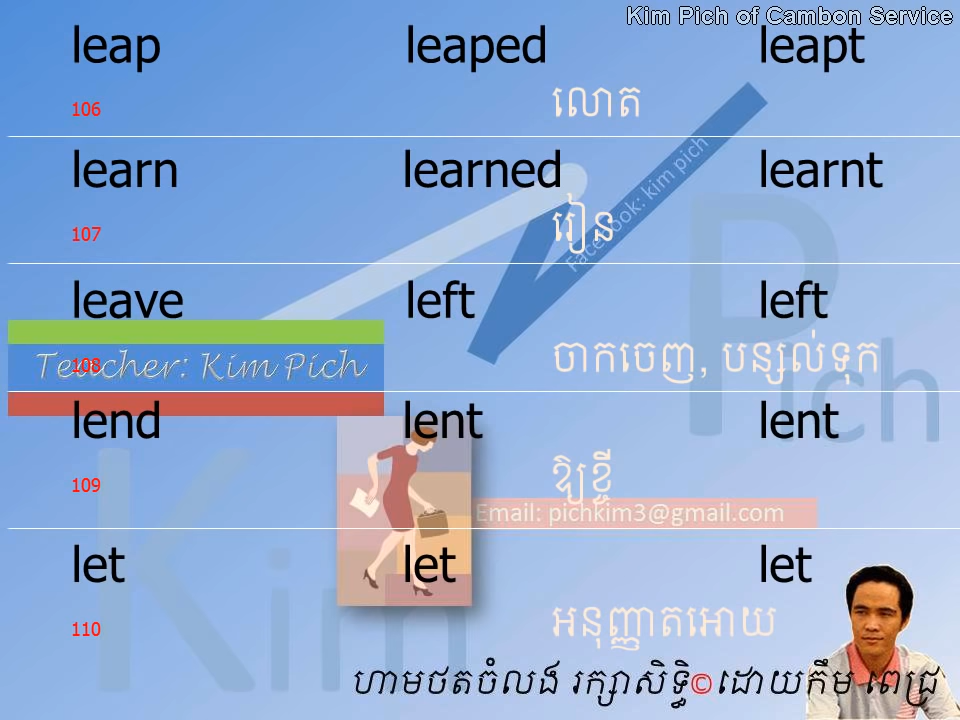 Kim Pich of Cambon Service
leap leaped leapt
106 លោត
learn learned learnt
107 រៀន
Facebook: kim pich
leave left left
108 ចាកចេញ, បន្សល់ទុក
Teacher: Kim Pich
lend lent lent
109 ឱ្យខ្ចី
Email: pichkim3@gmail.com
let let let
110 អនុញ្ញាតអោយ
Kim Pich
ហាមថតចំលង រក្សាសិទ្ធិ©ដោយកឹម ពេជ្រ